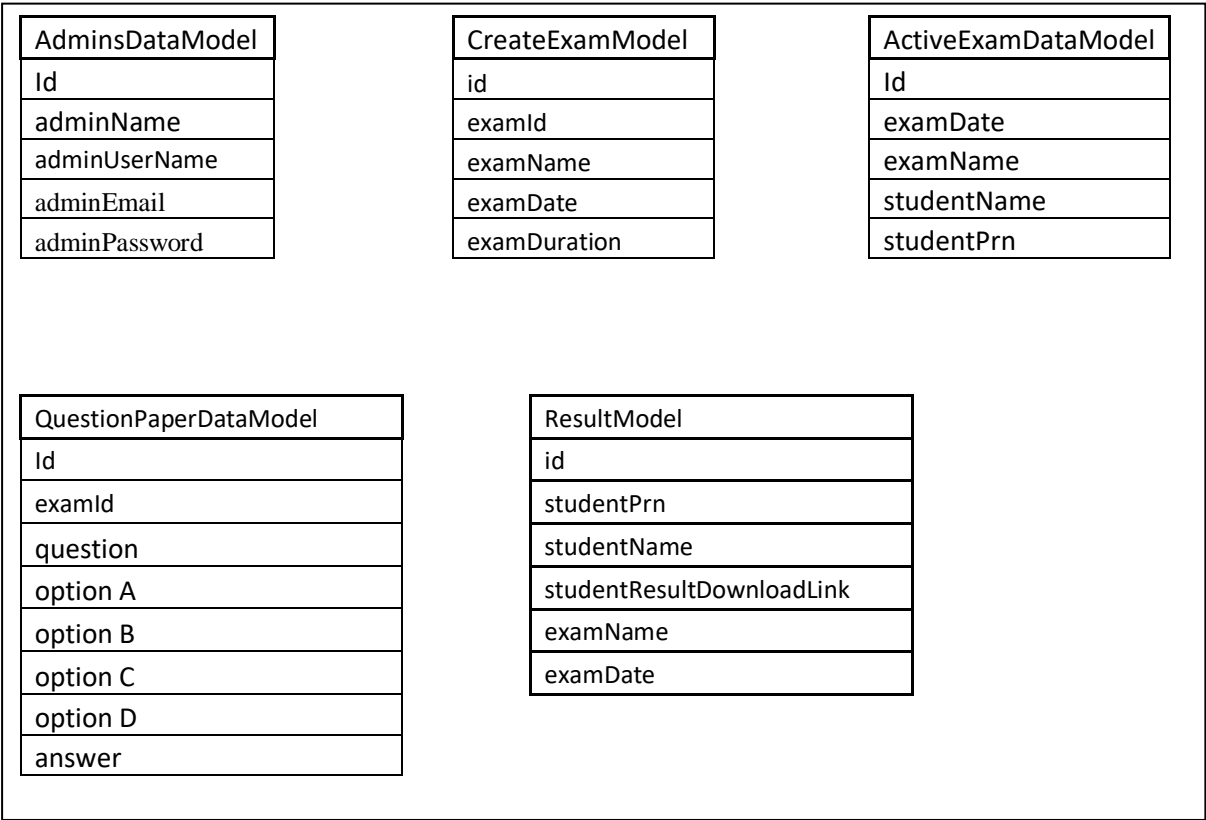 AdminsDataModel
Id
adminName
adminUserName
adminEmail
adminPassword
CreateExamModel
id
examId
examName
examDate
examDuration
ActiveExamDataModel
Id
examDate
examName
studentName
studentPrn
QuestionPaperDataModel
Id
examId
question
option A
option B
option C
option D
answer
ResultModel
id
studentPrn
studentName
studentResultDownloadLink
examName
examDate